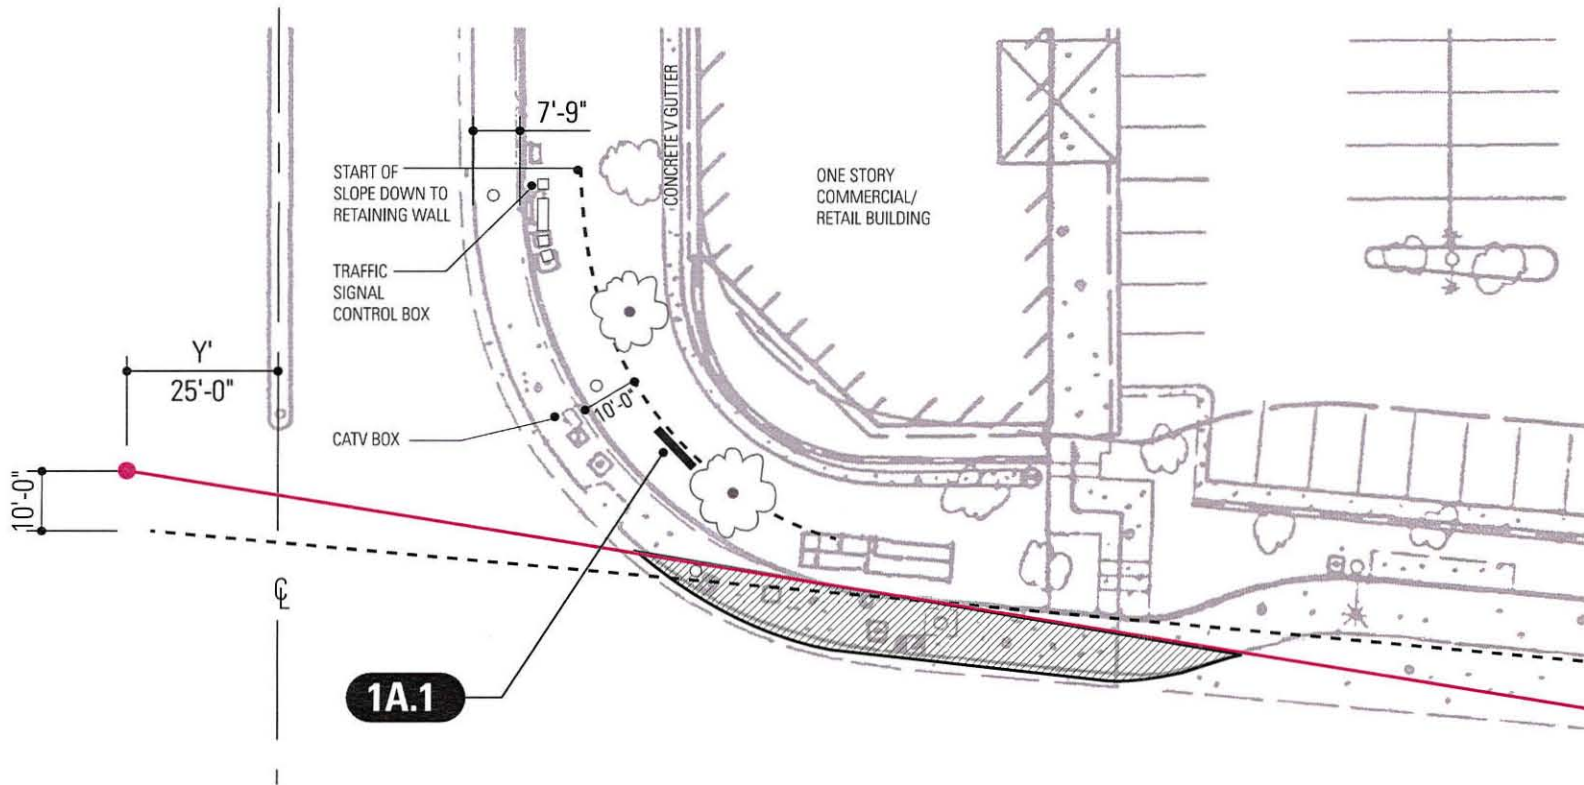 7'-9"
START OF
SLOPE DOWN TO
RETAINING WALL
CONCRETE V GUTTER
ONE STORY
COMMERCIAL/
RETAIL BUILDING
TRAFFIC
SIGNAL
CONTROL BOX
Y'
25'-0"
10'-0"
CATV BOX
10'-0"
℄
1A.1